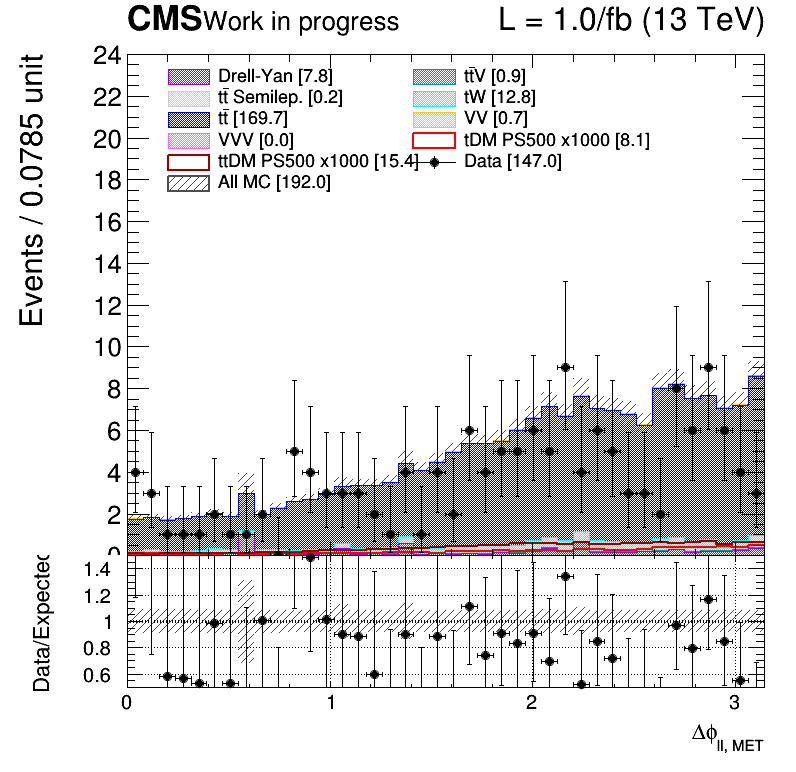 CMS Work in progress L = 1.0/fb (13 TeV)
Events / 0.0785 unit
24
22
20
18
16
14
12
10
8
6
4
2
0
Drell-Yan [7.8]
tt̄V [0.9]
tt̄ Semilep. [0.2]
tW [12.8]
tt̄ [169.7]
VV [0.7]
VVV [0.0]
tDM PS500 x1000 [8.1]
ttDM PS500 x1000 [15.4]
Data [147.0]
All MC [192.0]
Data/Expected
1.4
1.2
1
0.8
0.6
0 1 2 3
Δϕll, MET